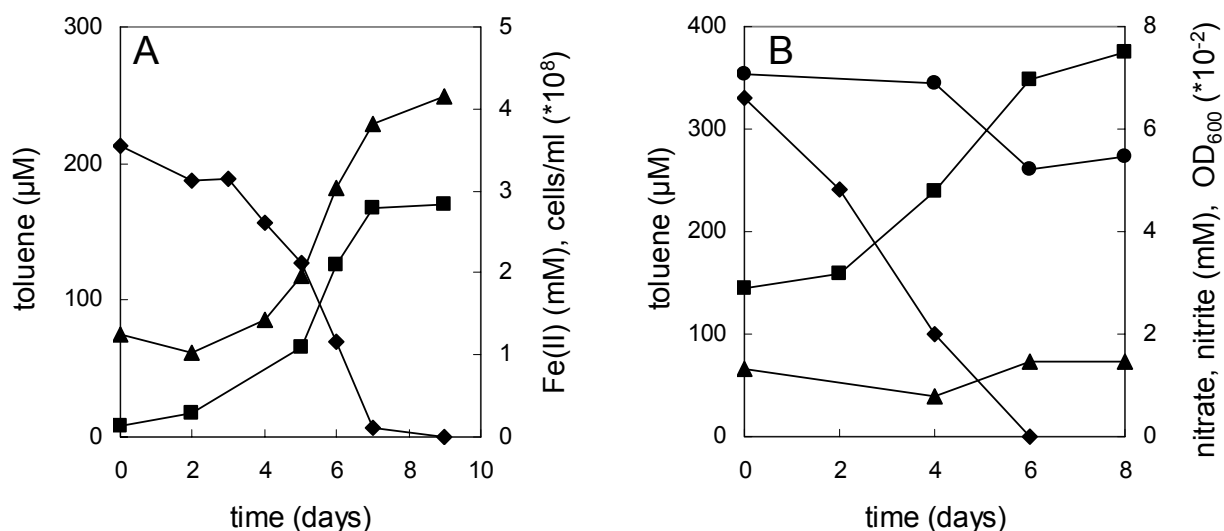 A
300
200
100
0
toluene (µM)
5
4
3
2
1
0
Fe(II) (mM), cells/ml (*10⁸)
0 2 4 6 8 10
time (days)
B
400
300
200
100
0
toluene (µM)
8
6
4
2
0
nitrate, nitrite (mM), OD₆₀₀ (*10⁻²)
0 2 4 6 8
time (days)